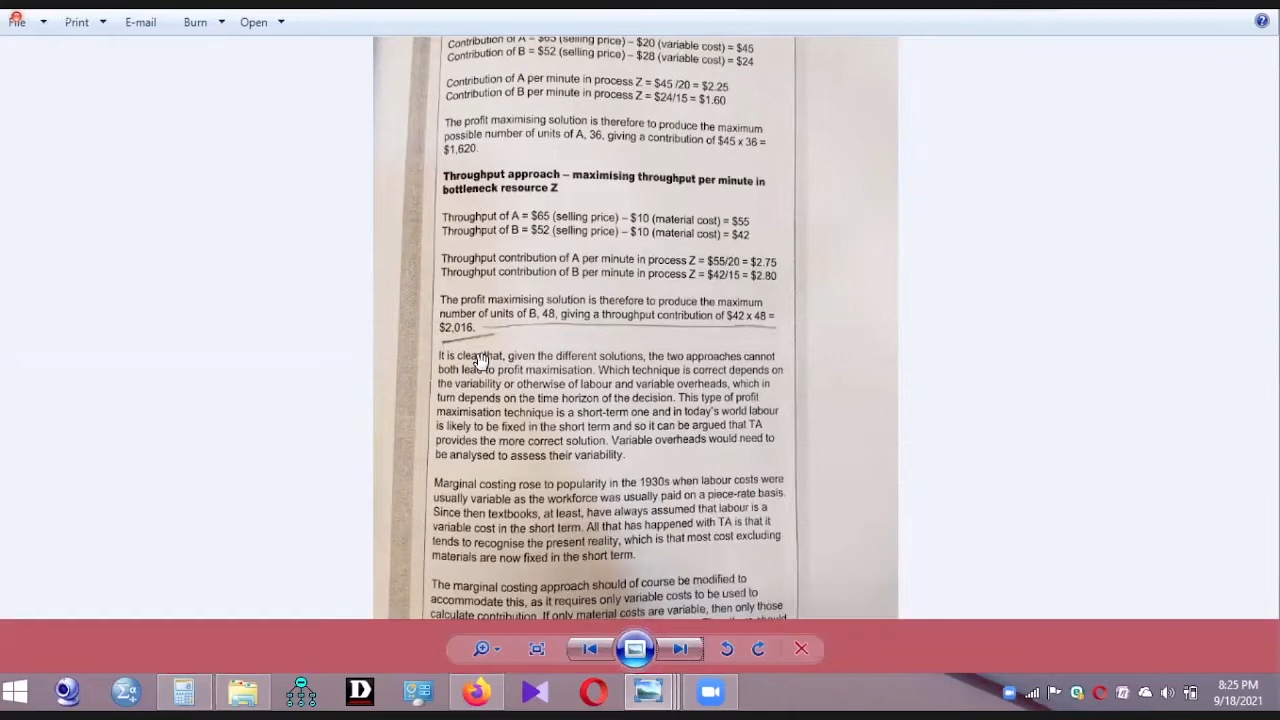 File Print E-mail Burn Open
Contribution of A = $65 (selling price) – $20 (variable cost) = $45
Contribution of B = $52 (selling price) – $28 (variable cost) = $24
Contribution of A per minute in process Z = $45 /20 = $2.25
Contribution of B per minute in process Z = $24/15 = $1.60
The profit maximising solution is therefore to produce the maximum
possible number of units of A, 36, giving a contribution of $45 x 36 =
$1,620.
Throughput approach – maximising throughput per minute in
bottleneck resource Z
Throughput of A = $65 (selling price) – $10 (material cost) = $55
Throughput of B = $52 (selling price) – $10 (material cost) = $42
Throughput contribution of A per minute in process Z = $55/20 = $2.75
Throughput contribution of B per minute in process Z = $42/15 = $2.80
The profit maximising solution is therefore to produce the maximum
number of units of B, 48, giving a throughput contribution of $42 x 48 =
$2,016.
It is clear that, given the different solutions, the two approaches cannot
both lead to profit maximisation. Which technique is correct depends on
the variability or otherwise of labour and variable overheads, which in
turn depends on the time horizon of the decision. This type of profit
maximisation technique is a short-term one and in today's world labour
is likely to be fixed in the short term and so it can be argued that TA
provides the more correct solution. Variable overheads would need to
be analysed to assess their variability.
Marginal costing rose to popularity in the 1930s when labour costs were
usually variable as the workforce was usually paid on a piece-rate basis.
Since then textbooks, at least, have always assumed that labour is a
variable cost in the short term. All that has happened with TA is that it
tends to recognise the present reality, which is that most cost excluding
materials are now fixed in the short term.
The marginal costing approach should of course be modified to
accommodate this, as it requires only variable costs to be used to
calculate contribution. If only material costs are variable, then only those
should
8:25 PM
9/18/2021